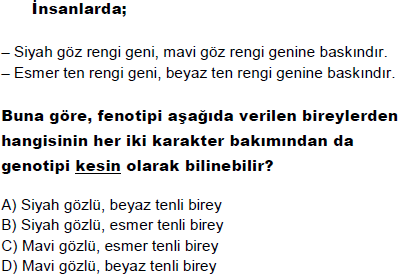 İnsanlarda;
– Siyah göz rengi geni, mavi göz rengi genine baskındır.
– Esmer ten rengi geni, beyaz ten rengi genine baskındır.
Buna göre, fenotipi aşağıda verilen bireylerden
hangisinin her iki karakter bakımından da
genotipi kesin olarak bilinebilir?
A) Siyah gözlü, beyaz tenli birey
B) Siyah gözlü, esmer tenli birey
C) Mavi gözlü, esmer tenli birey
D) Mavi gözlü, beyaz tenli birey